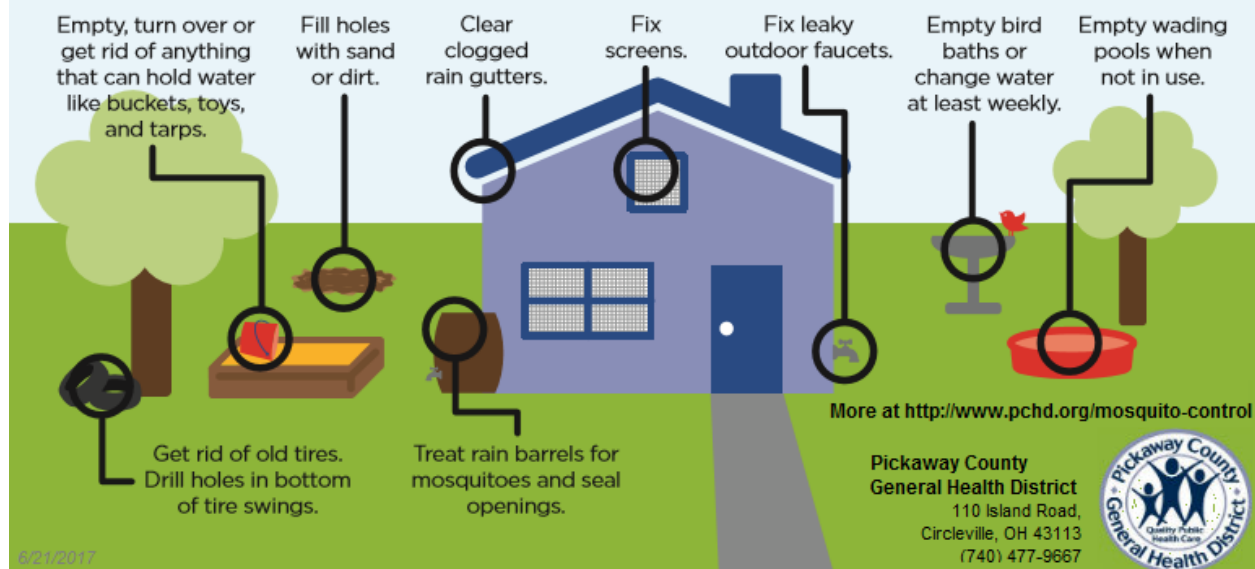 Empty, turn over or
get rid of anything
that can hold water
like buckets, toys,
and tarps.
Fill holes
with sand
or dirt.
Clear
clogged
rain gutters.
Fix
screens.
Fix leaky
outdoor faucets.
Empty bird
baths or
change water
at least weekly.
Empty wading
pools when
not in use.
Get rid of old tires.
Drill holes in bottom
of tire swings.
Treat rain barrels for
mosquitoes and seal
openings.
More at http://www.pchd.org/mosquito-control
Pickaway County
General Health District
110 Island Road,
Circleville, OH 43113
(740) 477-9667
Pickaway County
Quality Public
Health Care
General Health District
6/21/2017